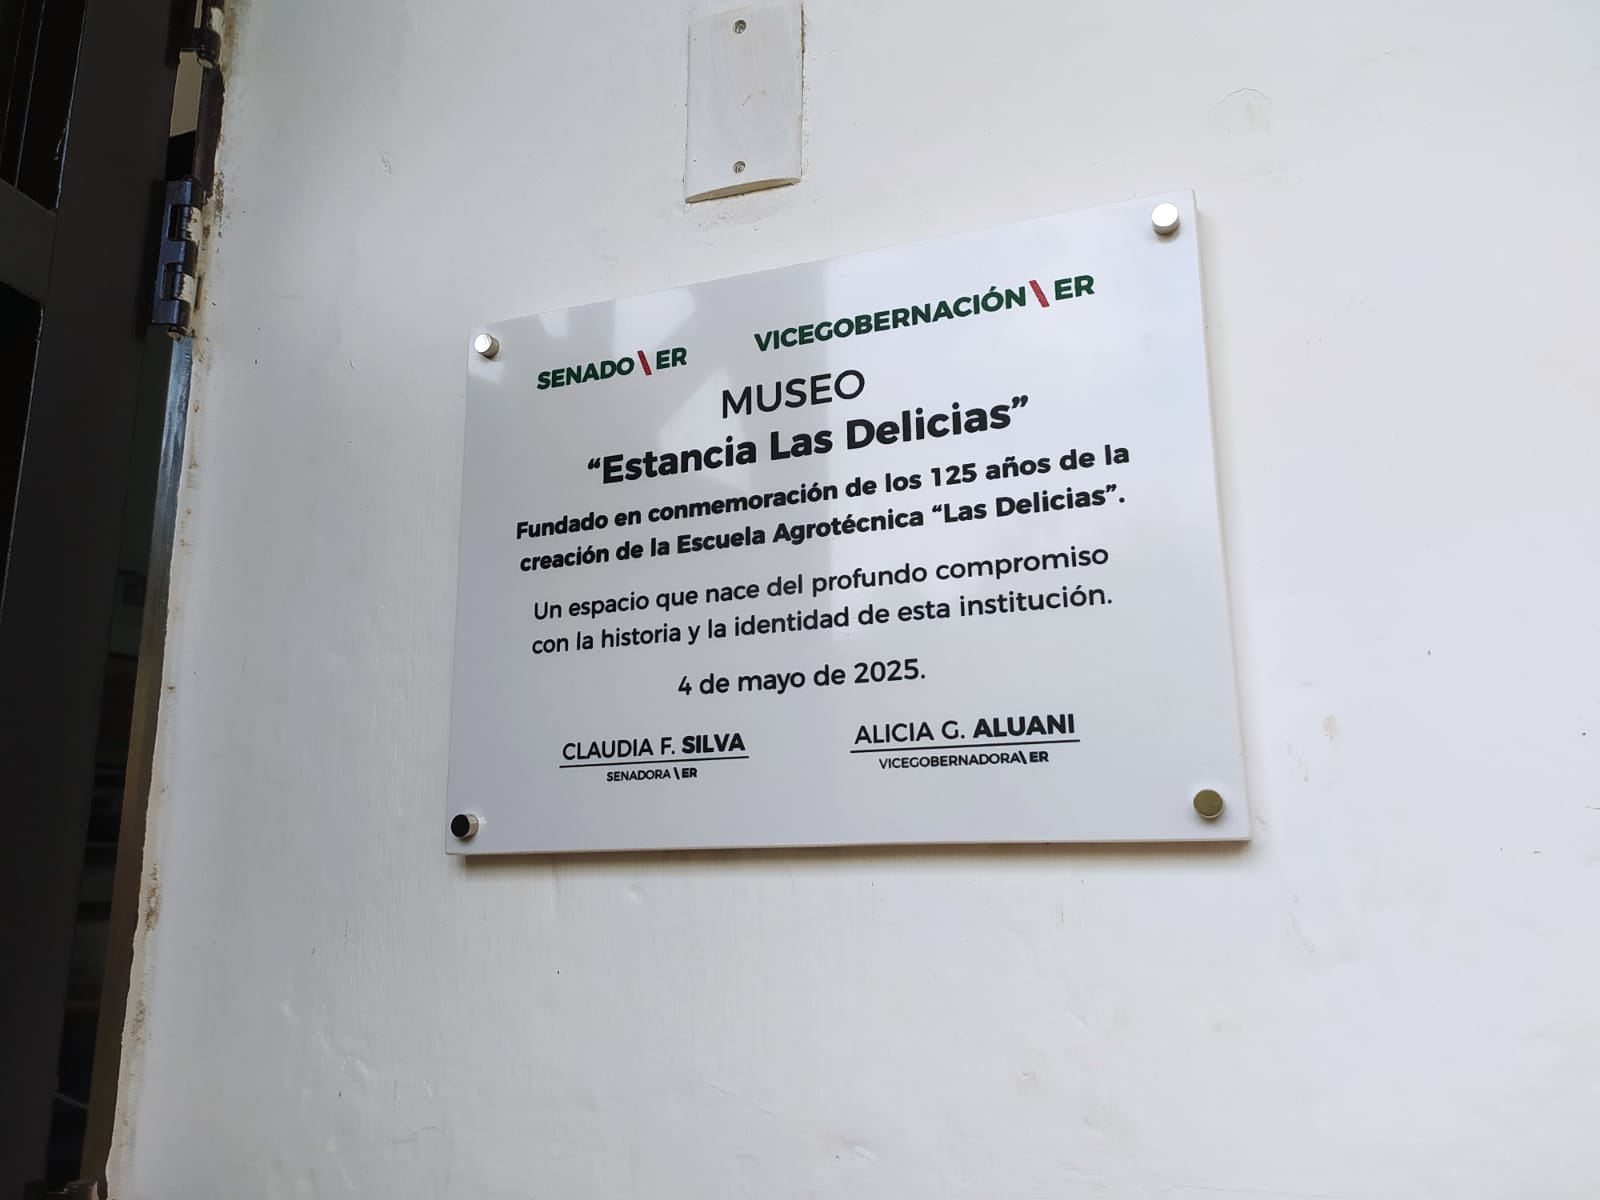 SENADO\ER VICEGOBERNACIÓN\ER
MUSEO
“Estancia Las Delicias”
Fundado en conmemoración de los 125 años de la
creación de la Escuela Agrotécnica “Las Delicias”.
Un espacio que nace del profundo compromiso
con la historia y la identidad de esta institución.
4 de mayo de 2025.
CLAUDIA F. SILVA
SENADORA\ER
ALICIA G. ALUANI
VICEGOBERNADORA\ER